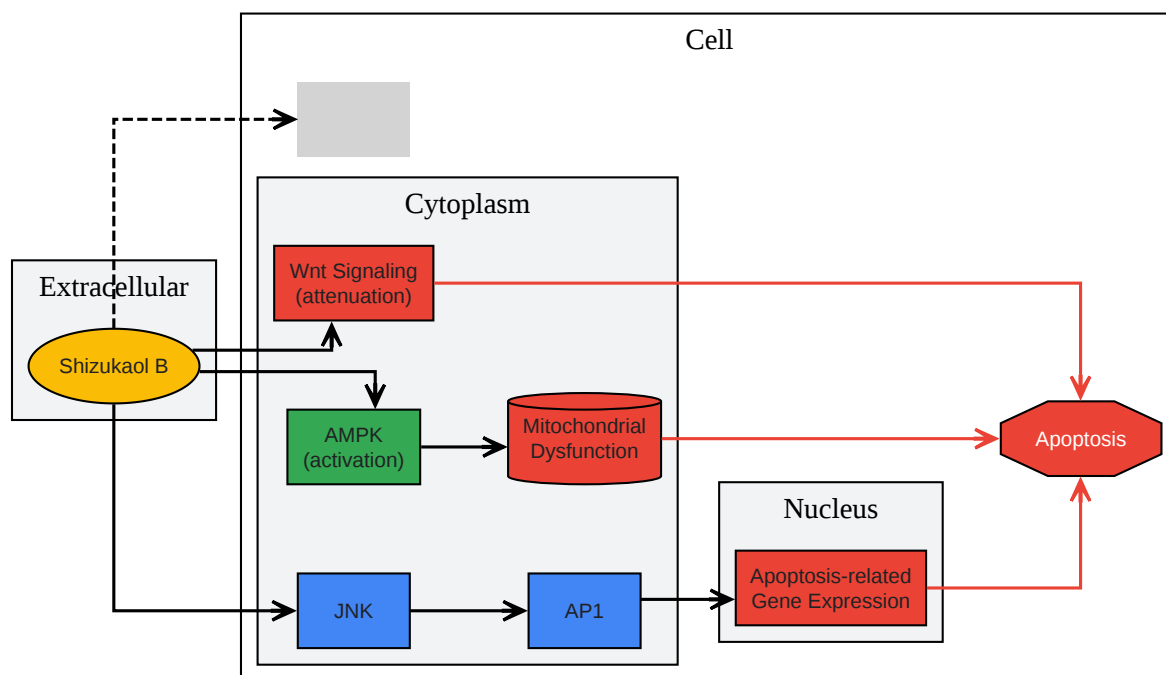 Cell
Cytoplasm
Wnt Signaling
(attenuation)
Extracellular
Shizukaol B
AMPK
(activation)
Mitochondrial
Dysfunction
Apoptosis
Nucleus
JNK
AP1
Apoptosis-related
Gene Expression